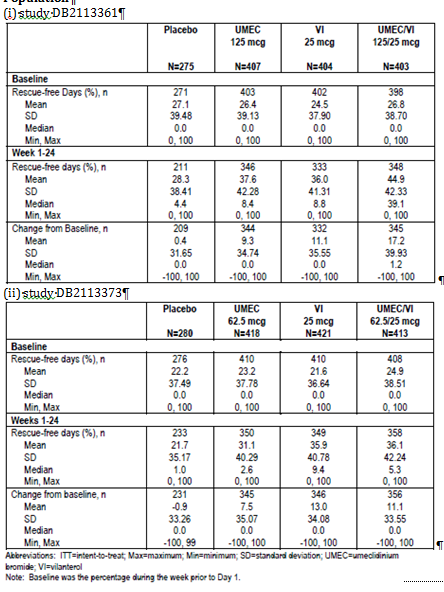 Population¶
(i) study DB2113361¶
Placebo UMEC VI UMEC/VI
125 mcg 25 mcg 125/25 mcg
N=275 N=407 N=404 N=403
Baseline
Rescue-free Days (%), n 271 403 402 398
Mean 27.1 26.4 24.5 26.8
SD 39.48 39.13 37.90 38.70
Median 0.0 0.0 0.0 0.0
Min, Max 0, 100 0, 100 0, 100 0, 100
Week 1-24
Rescue-free days (%), n 211 346 333 348
Mean 28.3 37.6 36.0 44.9
SD 38.41 42.28 41.31 42.33
Median 4.4 8.4 8.8 39.1
Min, Max 0, 100 0, 100 0, 100 0, 100
Change from Baseline, n 209 344 332 345
Mean 0.4 9.3 11.1 17.2
SD 31.65 34.74 35.55 39.93
Median 0.0 0.0 0.0 1.2
Min, Max -100, 100 -100, 100 -100, 100 -100, 100
¶
(ii) study DB2113373¶
Placebo UMEC VI UMEC/VI
62.5 mcg 25 mcg 62.5/25 mcg
N=280 N=418 N=421 N=413
Baseline
Rescue-free days (%), n 276 410 410 408
Mean 22.2 23.2 21.6 24.9
SD 37.49 37.78 36.64 38.51
Median 0.0 0.0 0.0 0.0
Min, Max 0, 100 0, 100 0, 100 0, 100
Weeks 1-24
Rescue-free days (%), n 233 350 349 358
Mean 21.7 31.1 35.9 36.1
SD 35.17 40.29 40.78 42.24
Median 1.0 2.6 9.4 5.3
Min, Max 0, 100 0, 100 0, 100 0, 100
Change from baseline, n 231 345 346 356
Mean -0.9 7.5 13.0 11.1
SD 33.26 35.07 34.08 33.55
Median 0.0 0.0 0.0 0.0
Min, Max -100, 99 -100, 100 -100, 100 -100, 100
¶
Abbreviations: ITT=intent-to-treat; Max=maximum; Min=minimum; SD=standard deviation; UMEC=umeclidinium
bromide; VI=vilanterol
Note: Baseline was the percentage during the week prior to Day 1.